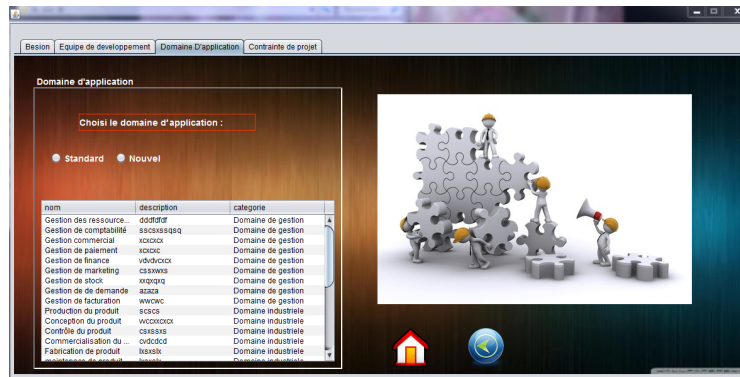 Besion Equipe de developpement Domaine D'application Contrainte de projet
Domaine d'application
Choisi le domaine d'application :
Standard Nouvel
nom description categorie
Gestion des ressource... dddfdfdf Domaine de gestion
Gestion de comptabilité sscsxssqsq Domaine de gestion
Gestion commercial xcxcxcx Domaine de gestion
Gestion de paiement xcxcxc Domaine de gestion
Gestion de finance vdvdvcxcx Domaine de gestion
Gestion de marketing cssxwxs Domaine de gestion
Gestion de stock xxqxqxq Domaine de gestion
Gestion de de demande azaza Domaine de gestion
Gestion de facturation wwcwc Domaine de gestion
Production du produit scscs Domaine industriele
Conception du produit vvccxxcxcx Domaine industriele
Contrôle du produit csxssxs Domaine industriele
Commercialisation du ... cvdcdcd Domaine industriele
Fabrication de produit lxsxslx Domaine industriele